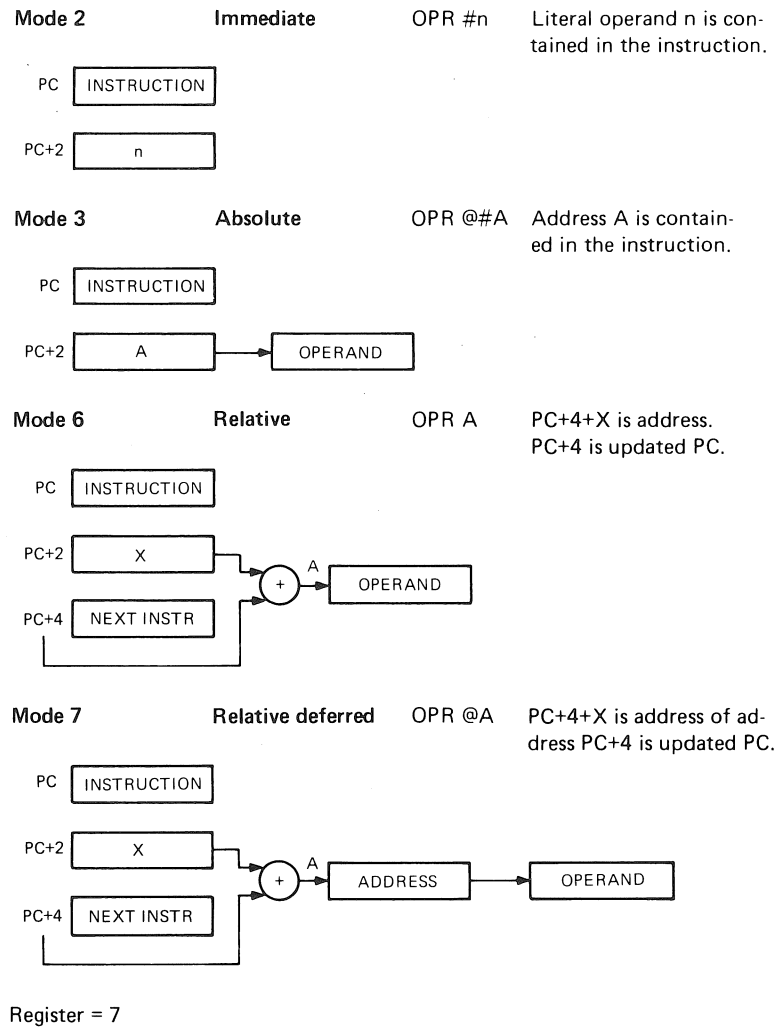 Mode 2 Immediate OPR #n Literal operand n is con-
tained in the instruction.
PC INSTRUCTION
PC+2 n
Mode 3 Absolute OPR @#A Address A is contain-
ed in the instruction.
PC INSTRUCTION
PC+2 A OPERAND
Mode 6 Relative OPR A PC+4+X is address.
PC+4 is updated PC.
PC INSTRUCTION
PC+2 X
+ A OPERAND
PC+4 NEXT INSTR
Mode 7 Relative deferred OPR @A PC+4+X is address of ad-
dress PC+4 is updated PC.
PC INSTRUCTION
PC+2 X
+ A ADDRESS OPERAND
PC+4 NEXT INSTR
Register = 7